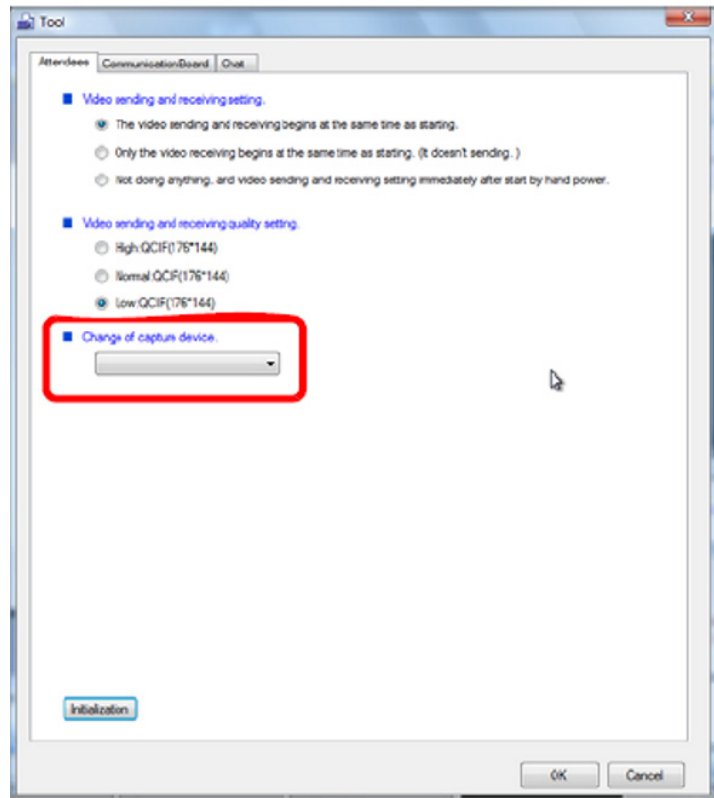 Tool
Attendees CommunicationBoard Chat
Video sending and receiving setting.
The video sending and receiving begins at the same time as starting.
Only the video receiving begins at the same time as stating. (It doesn't sending. )
Not doing anything, and video sending and receiving setting immediately after start by hand power.
Video sending and receiving quality setting.
High:QCIF(176*144)
Normal:QCIF(176*144)
Low:QCIF(176*144)
Change of capture device.
Initialization
OK Cancel